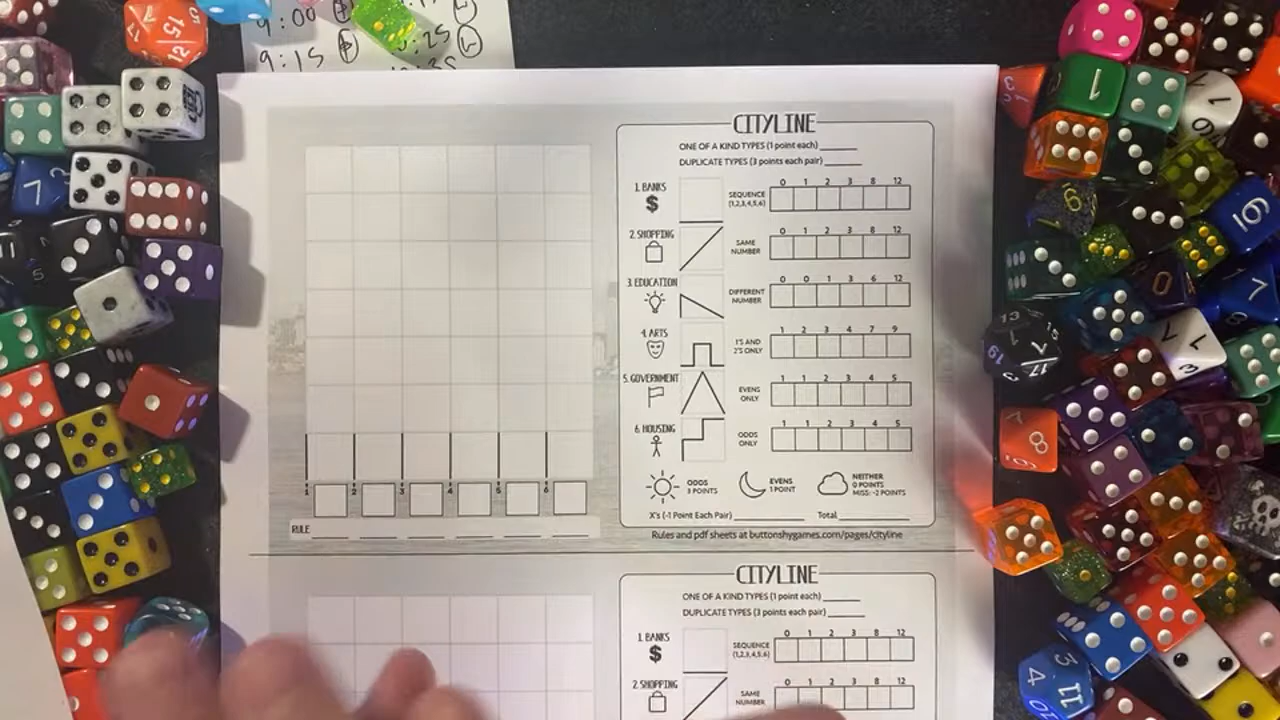 9:00
9:15
:25
CITYLINE
ONE OF A KIND TYPES (1 point each) ______
DUPLICATE TYPES (3 points each pair) ______
1. BANKS
$
SEQUENCE
(1,2,3,4,5,6)
0 1 2 3 8 12
2. SHOPPING
SAME
NUMBER
0 1 2 3 8 12
3. EDUCATION
DIFFERENT
NUMBER
0 0 1 3 6 12
4. ARTS
1'S AND
2'S ONLY
1 2 3 4 7 9
5. GOVERNMENT
EVENS
ONLY
1 1 2 3 4 5
6. HOUSING
ODDS
ONLY
1 1 2 3 4 5
ODDS
3 POINTS
EVENS
1 POINT
NEITHER
0 POINTS
MISS: -2 POINTS
X's (-1 Point Each Pair) ____________ Total ____________
Rules and pdf sheets at buttonshygames.com/pages/cityline
1 2 3 4 5 6
RULE
CITYLINE
ONE OF A KIND TYPES (1 point each) ______
DUPLICATE TYPES (3 points each pair) ______
1. BANKS
$
SEQUENCE
(1,2,3,4,5,6)
0 1 2 3 8 12
2. SHOPPING
SAME
NUMBER
0 1 2 3 8 12